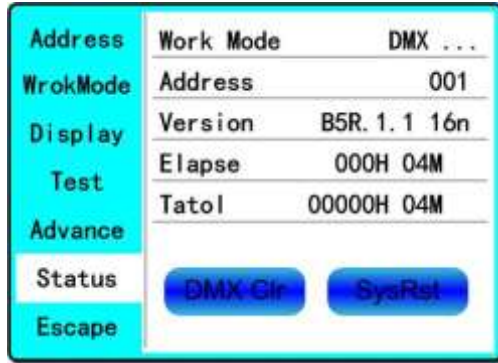 Address
WrokMode
Display
Test
Advance
Status
Escape
Work Mode DMX ...
Address 001
Version B5R.1.1 16n
Elapse 000H 04M
Tatol 00000H 04M
DMX Clr SysRst